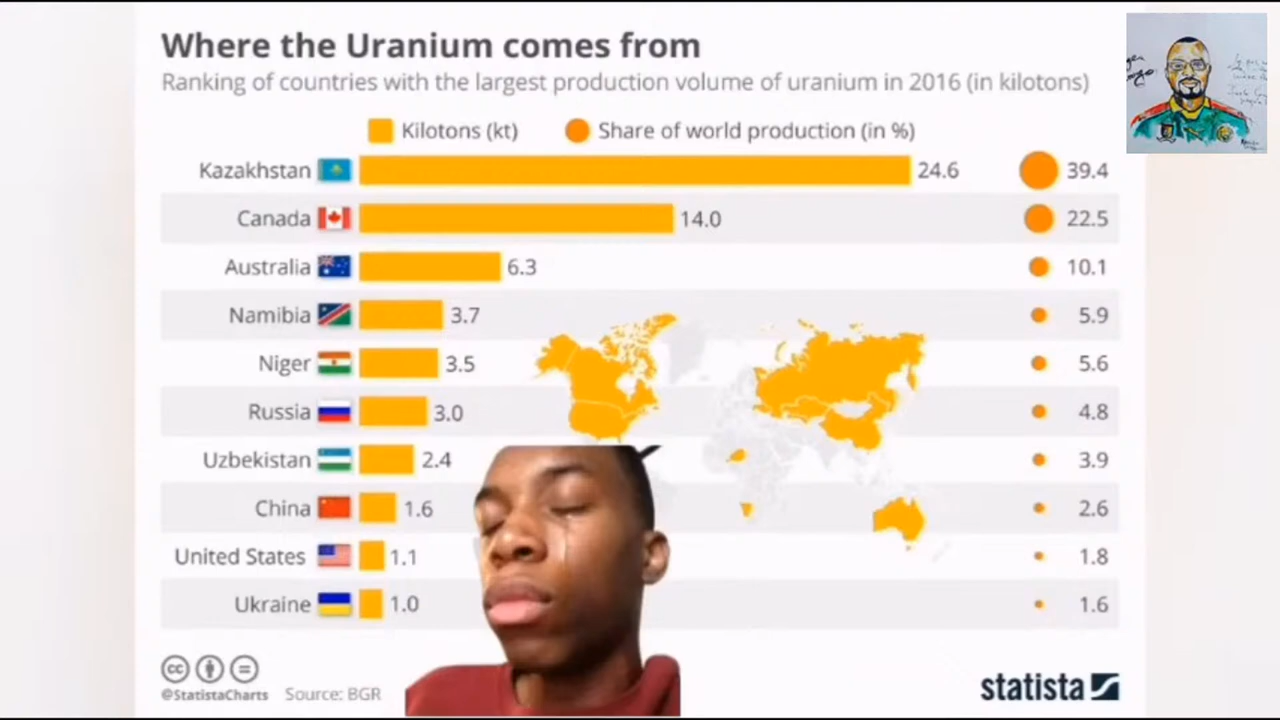 Where the Uranium comes from
Ranking of countries with the largest production volume of uranium in 2016 (in kilotons)
Kilotons (kt) Share of world production (in %)
Kazakhstan 24.6 39.4
Canada 14.0 22.5
Australia 6.3 10.1
Namibia 3.7 5.9
Niger 3.5 5.6
Russia 3.0 4.8
Uzbekistan 2.4 3.9
China 1.6 2.6
United States 1.1 1.8
Ukraine 1.0 1.6
cc
@StatistaCharts Source: BGR
statista